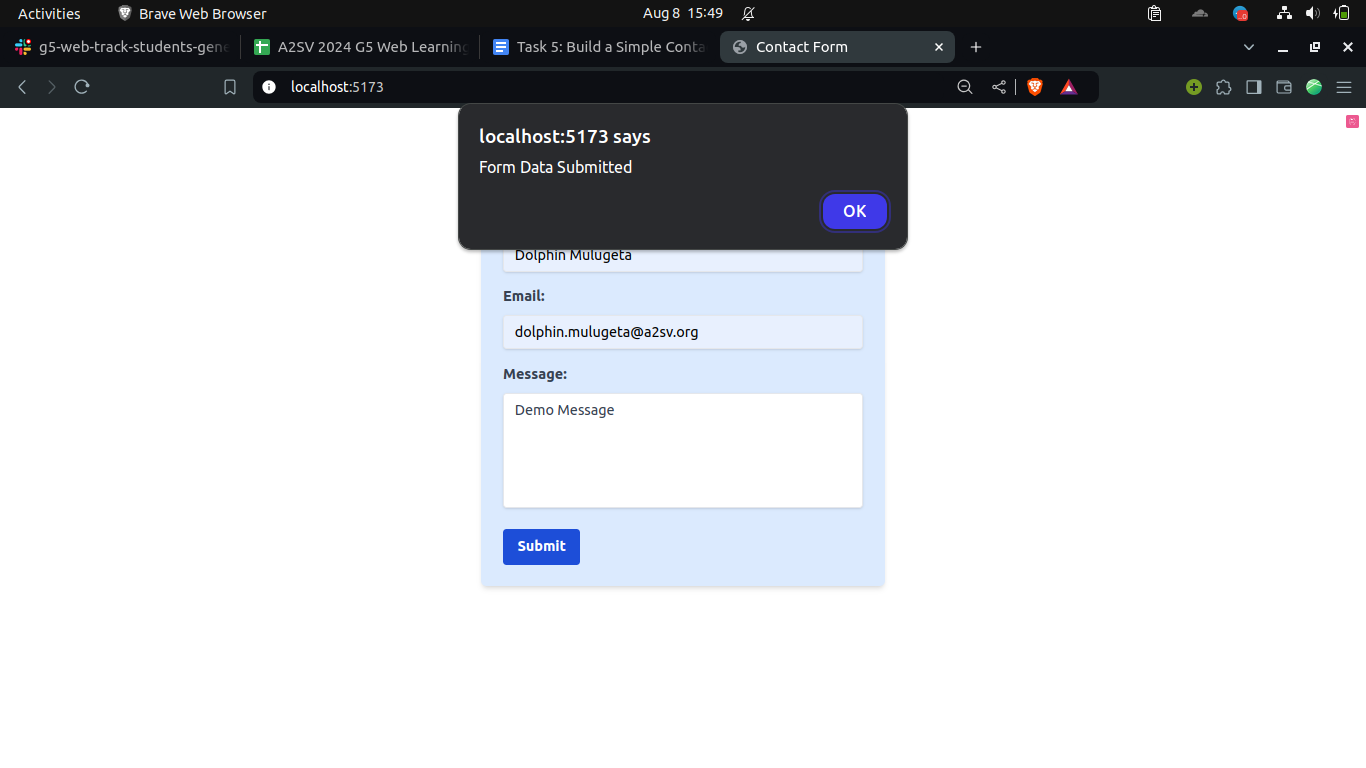 Activities Brave Web Browser Aug 8 15:49
g5-web-track-students-gene A2SV 2024 G5 Web Learning Task 5: Build a Simple Conta Contact Form
localhost:5173
localhost:5173 says
Form Data Submitted
OK
Dolphin Mulugeta
Email:
dolphin.mulugeta@a2sv.org
Message:
Demo Message
Submit